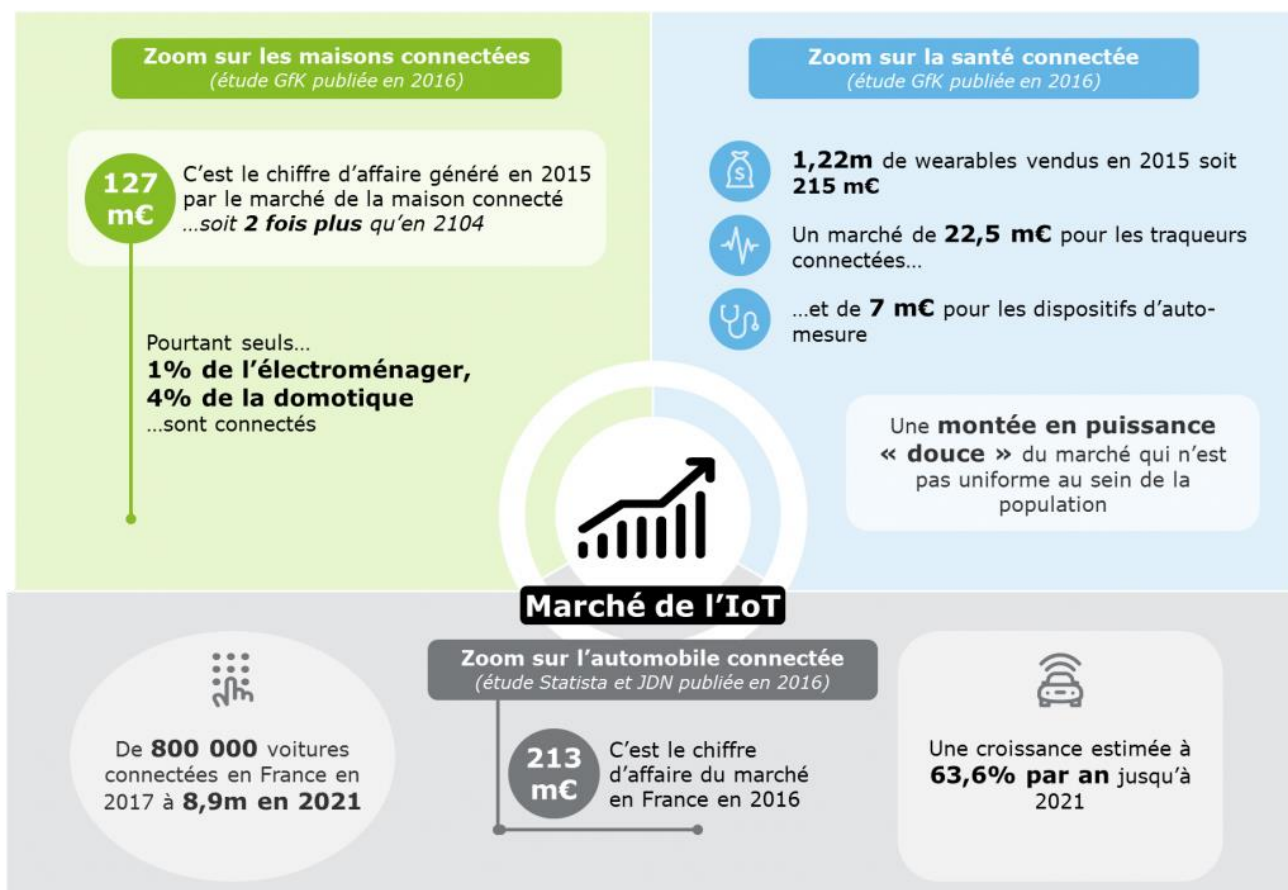 Zoom sur les maisons connectées
(étude GfK publiée en 2016)
127
m€
C’est le chiffre d’affaire généré en 2015
par le marché de la maison connecté
…soit 2 fois plus qu’en 2104
Pourtant seuls…
1% de l’électroménager,
4% de la domotique
…sont connectés
Zoom sur la santé connectée
(étude GfK publiée en 2016)
1,22m de wearables vendus en 2015 soit
215 m€
Un marché de 22,5 m€ pour les traqueurs
connectées…
…et de 7 m€ pour les dispositifs d’auto-
mesure
Une montée en puissance
« douce » du marché qui n’est
pas uniforme au sein de la
population
Marché de l’IoT
Zoom sur l’automobile connectée
(étude Statista et JDN publiée en 2016)
De 800 000 voitures
connectées en France en
2017 à 8,9m en 2021
213
m€
C’est le chiffre
d’affaire du marché
en France en 2016
Une croissance estimée à
63,6% par an jusqu’à
2021